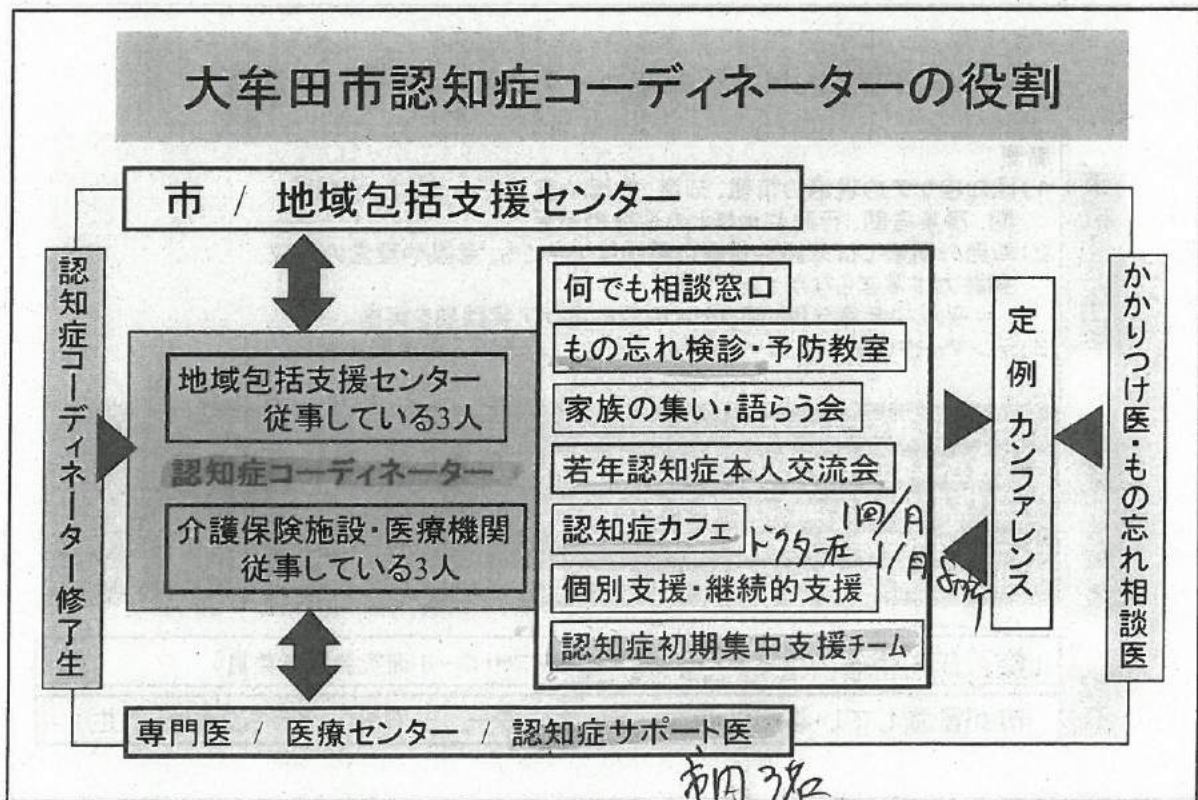 大牟田市認知症コーディネーターの役割
市 / 地域包括支援センター
認知症コーディネーター修了生
地域包括支援センター
従事している3人
認知症コーディネーター
介護保険施設・医療機関
従事している3人
何でも相談窓口
もの忘れ検診・予防教室
家族の集い・語らう会
若年認知症本人交流会
認知症カフェ
ドクター在
1回/月
1/月
個別支援・継続的支援
認知症初期集中支援チーム
定例カンファレンス
かかりつけ医・もの忘れ相談医
専門医 / 医療センター / 認知症サポート医
市内 3名